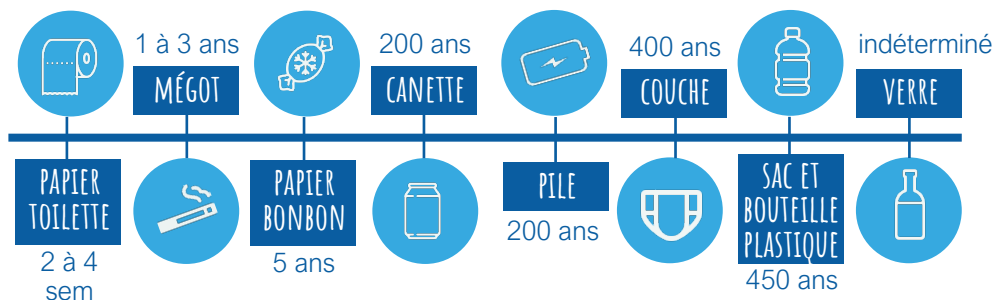 PAPIER
TOILETTE
2 à 4
sem
1 à 3 ans
MÉGOT
PAPIER
BONBON
5 ans
200 ans
CANETTE
PILE
200 ans
400 ans
COUCHE
SAC ET
BOUTEILLE
PLASTIQUE
450 ans
indéterminé
VERRE